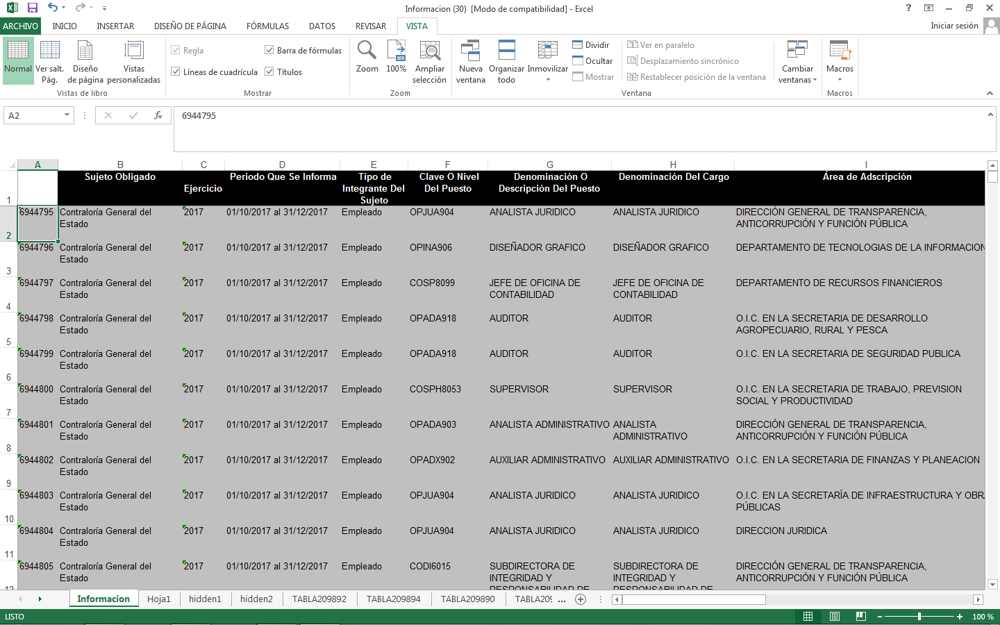 Informacion (30) [Modo de compatibilidad] - Excel
ARCHIVO INICIO INSERTAR DISEÑO DE PÁGINA FÓRMULAS DATOS REVISAR VISTA Iniciar sesión
Normal
Ver salt. Pág.
Diseño de página
Vistas personalizadas
Vistas de libro
Regla
Barra de fórmulas
Líneas de cuadrícula
Títulos
Mostrar
Zoom
100%
Ampliar selección
Zoom
Nueva ventana
Organizar todo
Inmovilizar
Dividir
Ocultar
Mostrar
Ver en paralelo
Desplazamiento sincrónico
Restablecer posición de la ventana
Ventana
Cambiar ventanas
Macros
Macros
A2 fx 6944795
A B C D E F G H I
1 Sujeto Obligado Ejercicio Periodo Que Se Informa Tipo de Integrante Del Sujeto Clave O Nivel Del Puesto Denominación O Descripción Del Puesto Denominación Del Cargo Área de Adscripción
2 6944795 Contraloría General del Estado 2017 01/10/2017 al 31/12/2017 Empleado OPJUA904 ANALISTA JURIDICO ANALISTA JURIDICO DIRECCIÓN GENERAL DE TRANSPARENCIA, ANTICORRUPCIÓN Y FUNCIÓN PÚBLICA
3 6944796 Contraloría General del Estado 2017 01/10/2017 al 31/12/2017 Empleado OPINA906 DISEÑADOR GRAFICO DISEÑADOR GRAFICO DEPARTAMENTO DE TECNOLOGIAS DE LA INFORMACION
4 6944797 Contraloría General del Estado 2017 01/10/2017 al 31/12/2017 Empleado COSP8099 JEFE DE OFICINA DE CONTABILIDAD JEFE DE OFICINA DE CONTABILIDAD DEPARTAMENTO DE RECURSOS FINANCIEROS
5 6944798 Contraloría General del Estado 2017 01/10/2017 al 31/12/2017 Empleado OPADA918 AUDITOR AUDITOR O.I.C. EN LA SECRETARIA DE DESARROLLO AGROPECUARIO, RURAL Y PESCA
6 6944799 Contraloría General del Estado 2017 01/10/2017 al 31/12/2017 Empleado OPADA918 AUDITOR AUDITOR O.I.C. EN LA SECRETARIA DE SEGURIDAD PUBLICA
7 6944800 Contraloría General del Estado 2017 01/10/2017 al 31/12/2017 Empleado COSPH8053 SUPERVISOR SUPERVISOR O.I.C. EN LA SECRETARIA DE TRABAJO, PREVISION SOCIAL Y PRODUCTIVIDAD
8 6944801 Contraloría General del Estado 2017 01/10/2017 al 31/12/2017 Empleado OPADA903 ANALISTA ADMINISTRATIVO ANALISTA ADMINISTRATIVO DIRECCIÓN GENERAL DE TRANSPARENCIA, ANTICORRUPCIÓN Y FUNCIÓN PÚBLICA
9 6944802 Contraloría General del Estado 2017 01/10/2017 al 31/12/2017 Empleado OPADX902 AUXILIAR ADMINISTRATIVO AUXILIAR ADMINISTRATIVO O.I.C. EN LA SECRETARIA DE FINANZAS Y PLANEACION
10 6944803 Contraloría General del Estado 2017 01/10/2017 al 31/12/2017 Empleado OPJUA904 ANALISTA JURIDICO ANALISTA JURIDICO O.I.C. EN LA SECRETARÍA DE INFRAESTRUCTURA Y OBR PÚBLICAS
11 6944804 Contraloría General del Estado 2017 01/10/2017 al 31/12/2017 Empleado OPJUA904 ANALISTA JURIDICO ANALISTA JURIDICO DIRECCION JURIDICA
12 6944805 Contraloría General del Estado 2017 01/10/2017 al 31/12/2017 Empleado CODI6015 SUBDIRECTORA DE INTEGRIDAD Y RESPONSABILIDAD DE SUBDIRECTORA DE INTEGRIDAD Y RESPONSABILIDAD DE DIRECCIÓN GENERAL DE TRANSPARENCIA, ANTICORRUPCIÓN Y FUNCIÓN PÚBLICA
Informacion Hoja1 hidden1 hidden2 TABLA209892 TABLA209894 TABLA209890 TABLA209 ...
LISTO 100 %